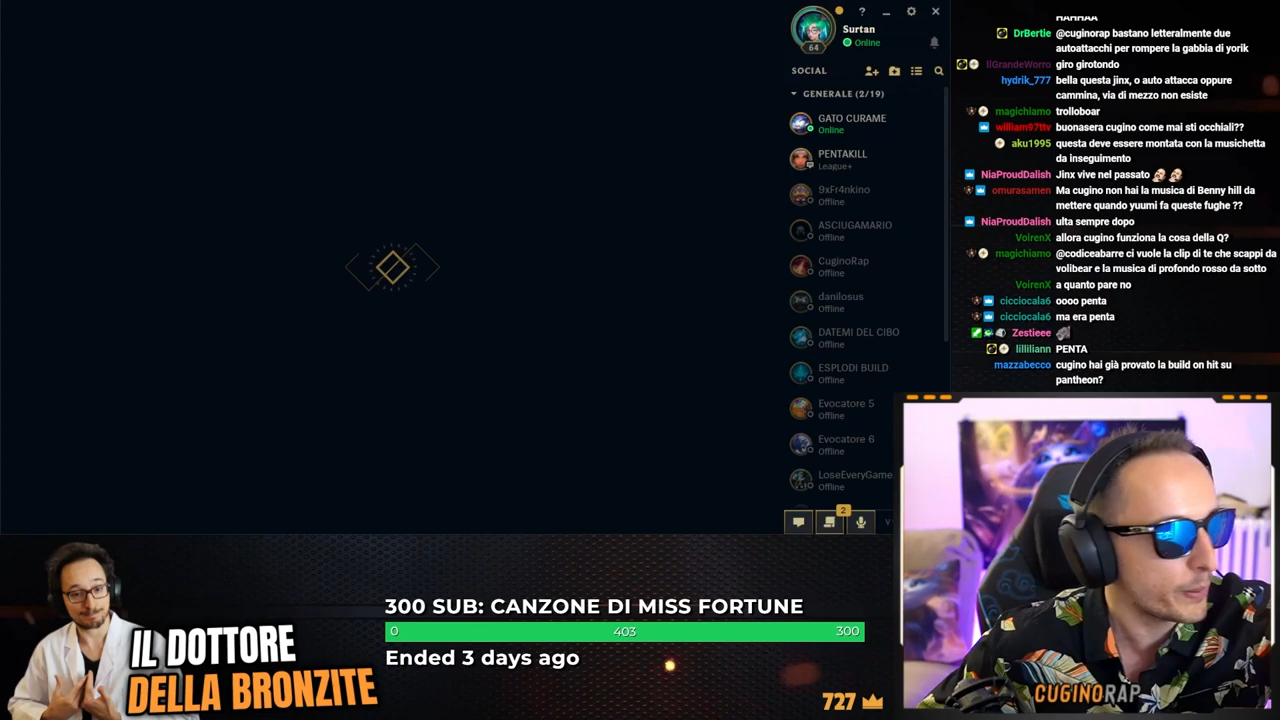 Surtan
64
Online
SOCIAL
GENERALE (2/19)
GATO CURAME
Online
PENTAKILL
League+
9xFr4nkino
Offline
ASCIUGAMARIO
Offline
CuginoRap
Offline
danilosus
Offline
DATEMI DEL CIBO
Offline
ESPLODI BUILD
Offline
Evocatore 5
Offline
Evocatore 6
Offline
LoseEveryGame
Offline
2
HAHHAA
DrBertie @cuginorap bastano letteralmente due
autoattacchi per rompere la gabbia di yorik
IlGrandeWorro giro girotondo
hydrik_777 bella questa jinx, o auto attacca oppure
cammina, via di mezzo non esiste
magichiamo trolloboar
william97ttv buonasera cugino come mai sti occhiali??
aku1995 questa deve essere montata con la musichetta
da inseguimento
NiaProudDalish Jinx vive nel passato
omurasamen Ma cugino non hai la musica di Benny hill da
mettere quando yuumi fa queste fughe ??
NiaProudDalish ulta sempre dopo
VoirenX allora cugino funziona la cosa della Q?
magichiamo @codiceabarre ci vuole la clip di te che scappi da
volibear e la musica di profondo rosso da sotto
VoirenX a quanto pare no
cicciocala6 oooo penta
cicciocala6 ma era penta
Zestieee
lilliliann PENTA
mazzabecco cugino hai già provato la build on hit su
pantheon?
IL DOTTORE
DELLA BRONZITE
300 SUB: CANZONE DI MISS FORTUNE
0 403 300
Ended 3 days ago
727
CUGINORAP